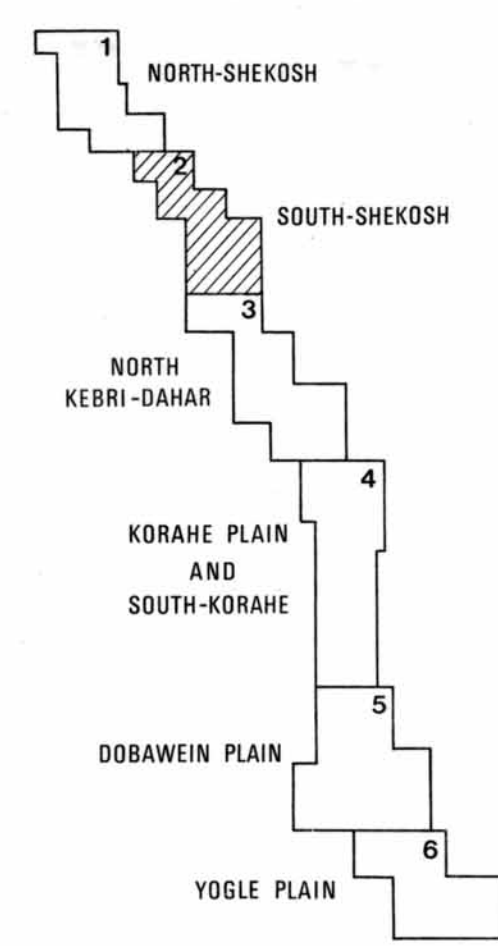 1
NORTH-SHEKOSH
2
SOUTH-SHEKOSH
3
NORTH
KEBRI-DAHAR
4
KORAHE PLAIN
AND
SOUTH-KORAHE
5
DOBAWEIN PLAIN
6
YOGLE PLAIN